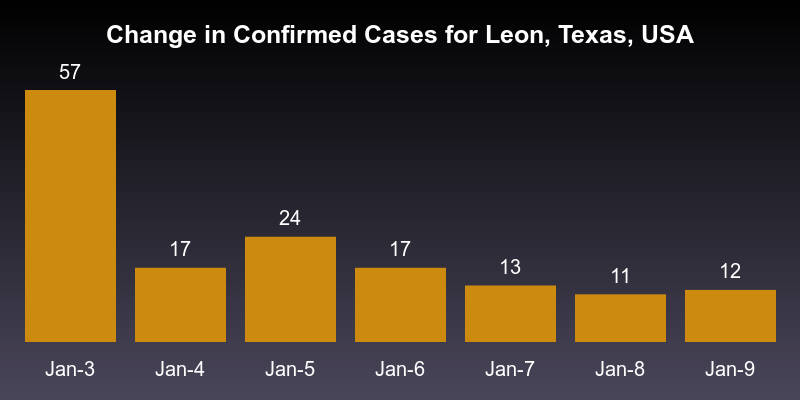 Change in Confirmed Cases for Leon, Texas, USA
57
17
24
17
13
11
12
Jan-3
Jan-4
Jan-5
Jan-6
Jan-7
Jan-8
Jan-9